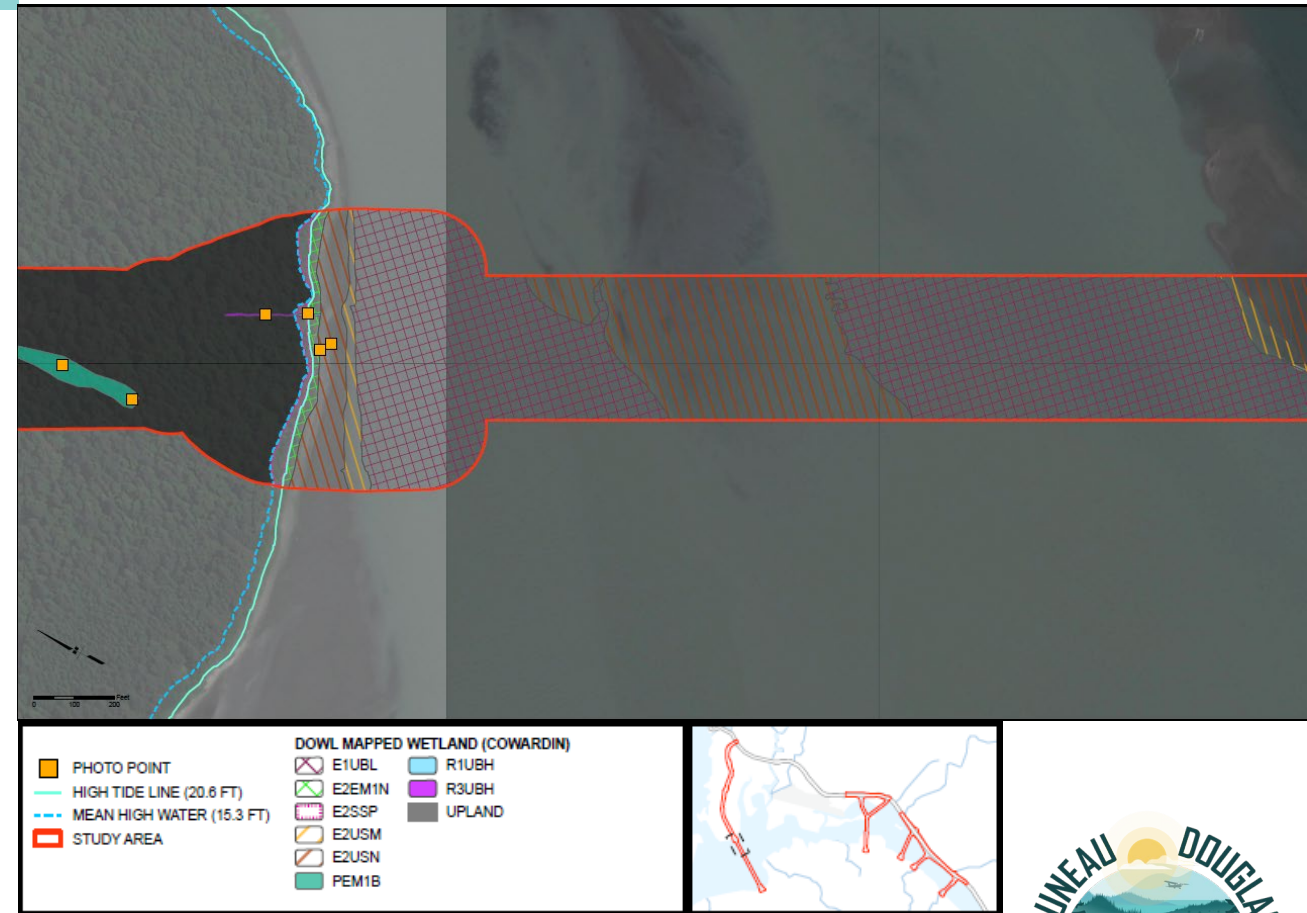 N
Feet
0 100 200
PHOTO POINT
HIGH TIDE LINE (20.6 FT)
MEAN HIGH WATER (15.3 FT)
STUDY AREA
DOWL MAPPED WETLAND (COWARDIN)
E1UBL
E2EM1N
E2SSP
E2USM
E2USN
PEM1B
R1UBH
R3UBH
UPLAND
UNEAU DOUGLA